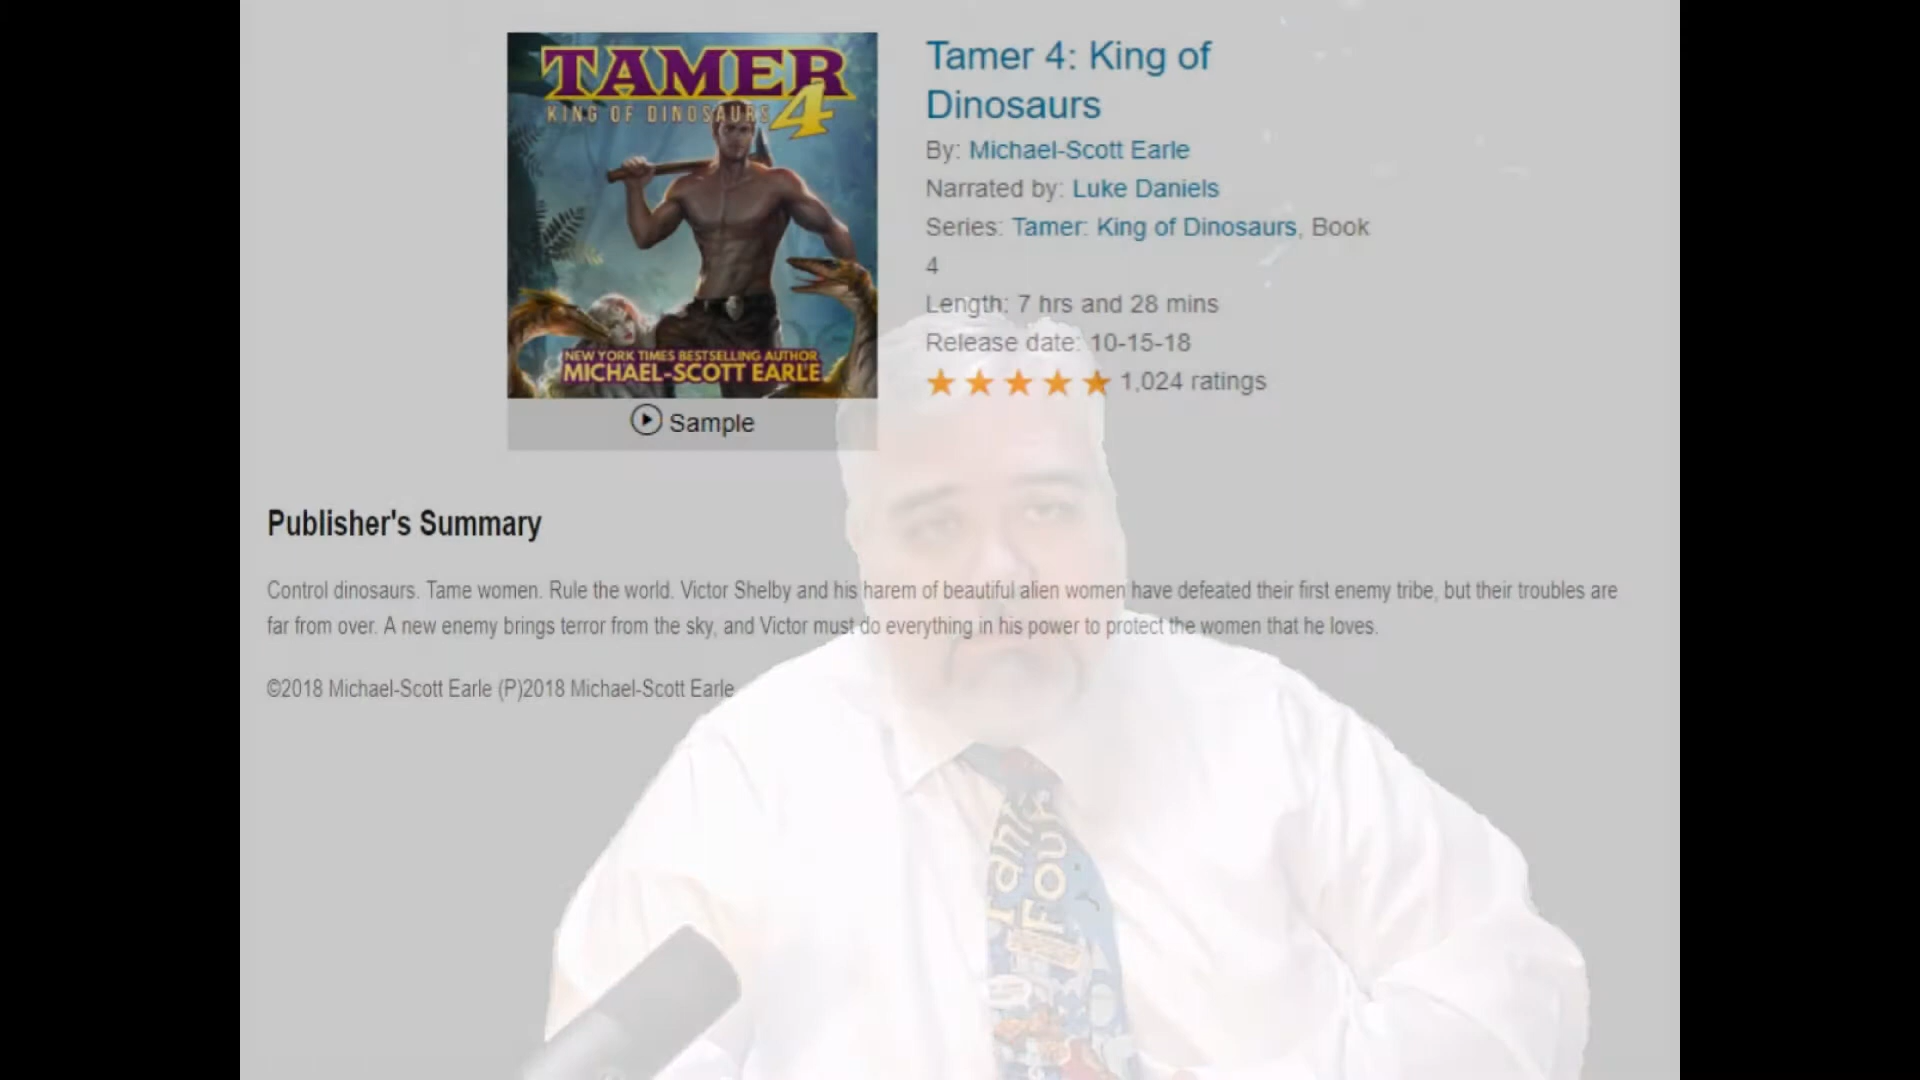 TAMER
KING OF DINOSAURS 4
NEW YORK TIMES BESTSELLING AUTHOR
MICHAEL-SCOTT EARLE
Sample
Tamer 4: King of
Dinosaurs
By: Michael-Scott Earle
Narrated by: Luke Daniels
Series: Tamer: King of Dinosaurs, Book
4
Length: 7 hrs and 28 mins
Release date: 10-15-18
1,024 ratings
Publisher's Summary
Control dinosaurs. Tame women. Rule the world. Victor Shelby and his harem of beautiful alien women have defeated their first enemy tribe, but their troubles are
far from over. A new enemy brings terror from the sky, and Victor must do everything in his power to protect the women that he loves.
©2018 Michael-Scott Earle (P)2018 Michael-Scott Earle
Four